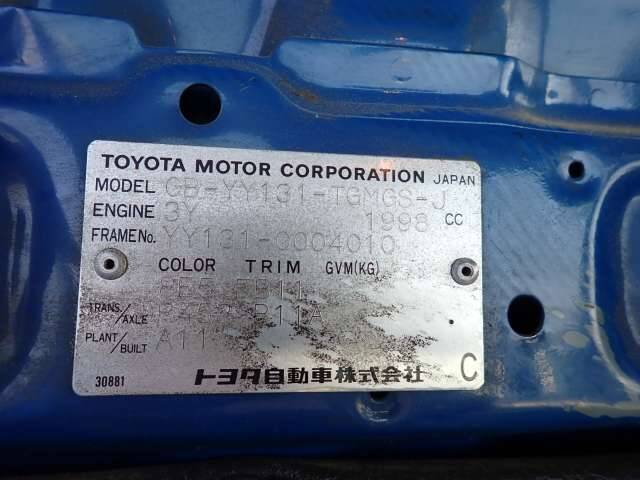 TOYOTA MOTOR CORPORATION JAPAN
MODEL GB-YY131-TGMGS-J
ENGINE 3Y 1998 CC
FRAME No. YY131-0004010
COLOR TRIM GVM(KG)
TRANS./AXLE
PLANT/BUILT A11
30881 トヨタ自動車株式会社 C